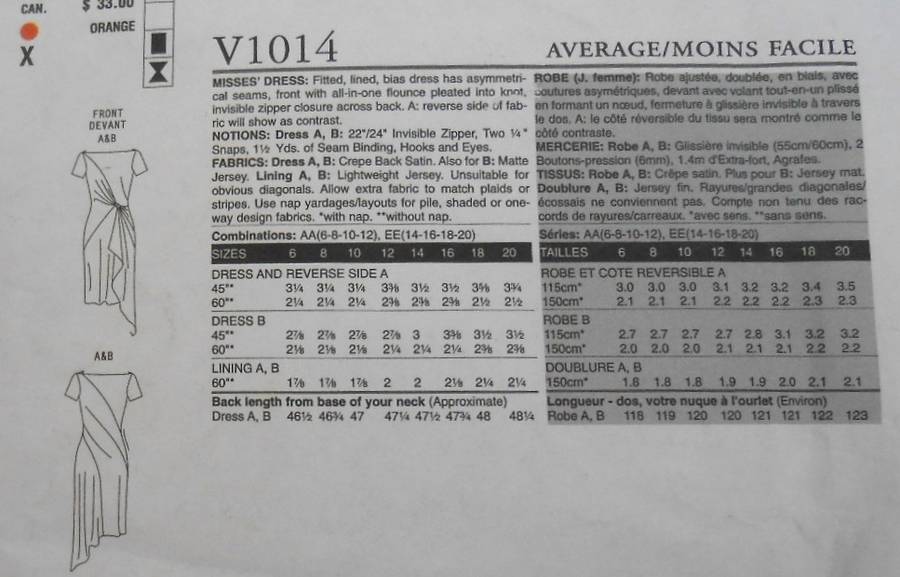 CAN.
$ 33.00
ORANGE
X
FRONT
DEVANT
A&B
A&B
V1014
AVERAGE/MOINS FACILE
MISSES' DRESS: Fitted, lined, bias dress has asymmetri-
cal seams, front with all-in-one flounce pleated into knot,
invisible zipper closure across back. A: reverse side of fab-
ric will show as contrast.
NOTIONS: Dress A, B: 22"/24" Invisible Zipper, Two ¼"
Snaps, 1½ Yds. of Seam Binding, Hooks and Eyes.
FABRICS: Dress A, B: Crepe Back Satin. Also for B: Matte
Jersey. Lining A, B: Lightweight Jersey. Unsuitable for
obvious diagonals. Allow extra fabric to match plaids or
stripes. Use nap yardages/layouts for pile, shaded or one-
way design fabrics. *with nap. **without nap.
Combinations: AA(6-8-10-12), EE(14-16-18-20)
SIZES 6 8 10 12 14 16 18 20
DRESS AND REVERSE SIDE A
45"* 3¼ 3¼ 3¼ 3⅜ 3½ 3½ 3⅝ 3¾
60"* 2¼ 2¼ 2¼ 2⅜ 2⅜ 2⅜ 2½ 2½
DRESS B
45"* 2⅞ 2⅞ 2⅞ 2⅞ 3 3⅜ 3½ 3½
60"* 2⅛ 2⅛ 2⅛ 2¼ 2¼ 2¼ 2⅜ 2⅜
LINING A, B
60"* 1⅞ 1⅞ 1⅞ 2 2 2⅛ 2¼ 2¼
Back length from base of your neck (Approximate)
Dress A, B 46½ 46¾ 47 47¼ 47½ 47¾ 48 48¼
ROBE (J. femme): Robe ajustée, doublée, en biais, avec
coutures asymétriques, devant avec volant tout-en-un plissé
en formant un nœud, fermeture à glissière invisible à travers
le dos. A: le côté réversible du tissu sera montré comme le
côté contraste.
MERCERIE: Robe A, B: Glissière invisible (55cm/60cm), 2
Boutons-pression (6mm), 1.4m d'Extra-fort, Agrafes.
TISSUS: Robe A, B: Crêpe satin. Plus pour B: Jersey mat.
Doublure A, B: Jersey fin. Rayures/grandes diagonales/
écossais ne conviennent pas. Compte non tenu des rac-
cords de rayures/carreaux. *avec sens. **sans sens.
Séries: AA(6-8-10-12), EE(14-16-18-20)
TAILLES 6 8 10 12 14 16 18 20
ROBE ET COTE REVERSIBLE A
115cm* 3.0 3.0 3.0 3.1 3.2 3.2 3.4 3.5
150cm* 2.1 2.1 2.1 2.2 2.2 2.2 2.3 2.3
ROBE B
115cm* 2.7 2.7 2.7 2.7 2.8 3.1 3.2 3.2
150cm* 2.0 2.0 2.0 2.1 2.1 2.1 2.2 2.2
DOUBLURE A, B
150cm* 1.8 1.8 1.8 1.9 1.9 2.0 2.1 2.1
Longueur - dos, votre nuque à l'ourlet (Environ)
Robe A, B 118 119 120 120 121 121 122 123